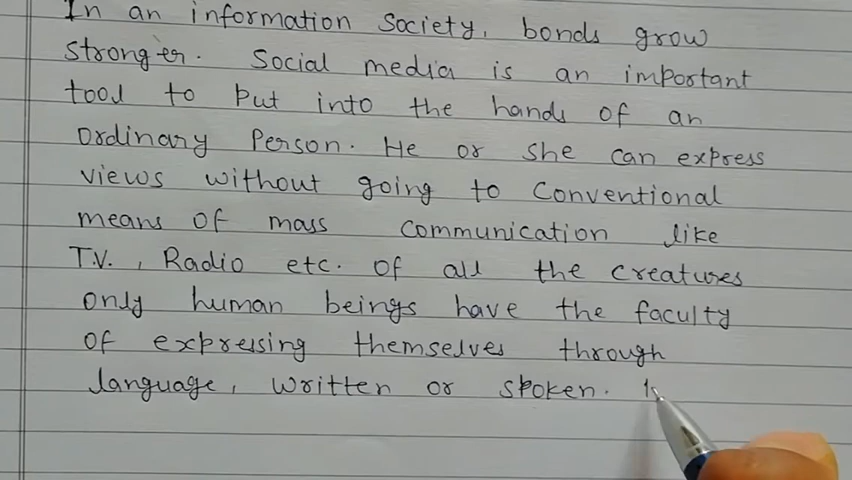 In an information society, bonds grow
stronger. Social media is an important
tool to put into the hands of an
ordinary person. He or she can express
views without going to conventional
means of mass communication like
T.V., Radio etc. of all the creatures
only human beings have the faculty
of expressing themselves through
language, written or spoken.